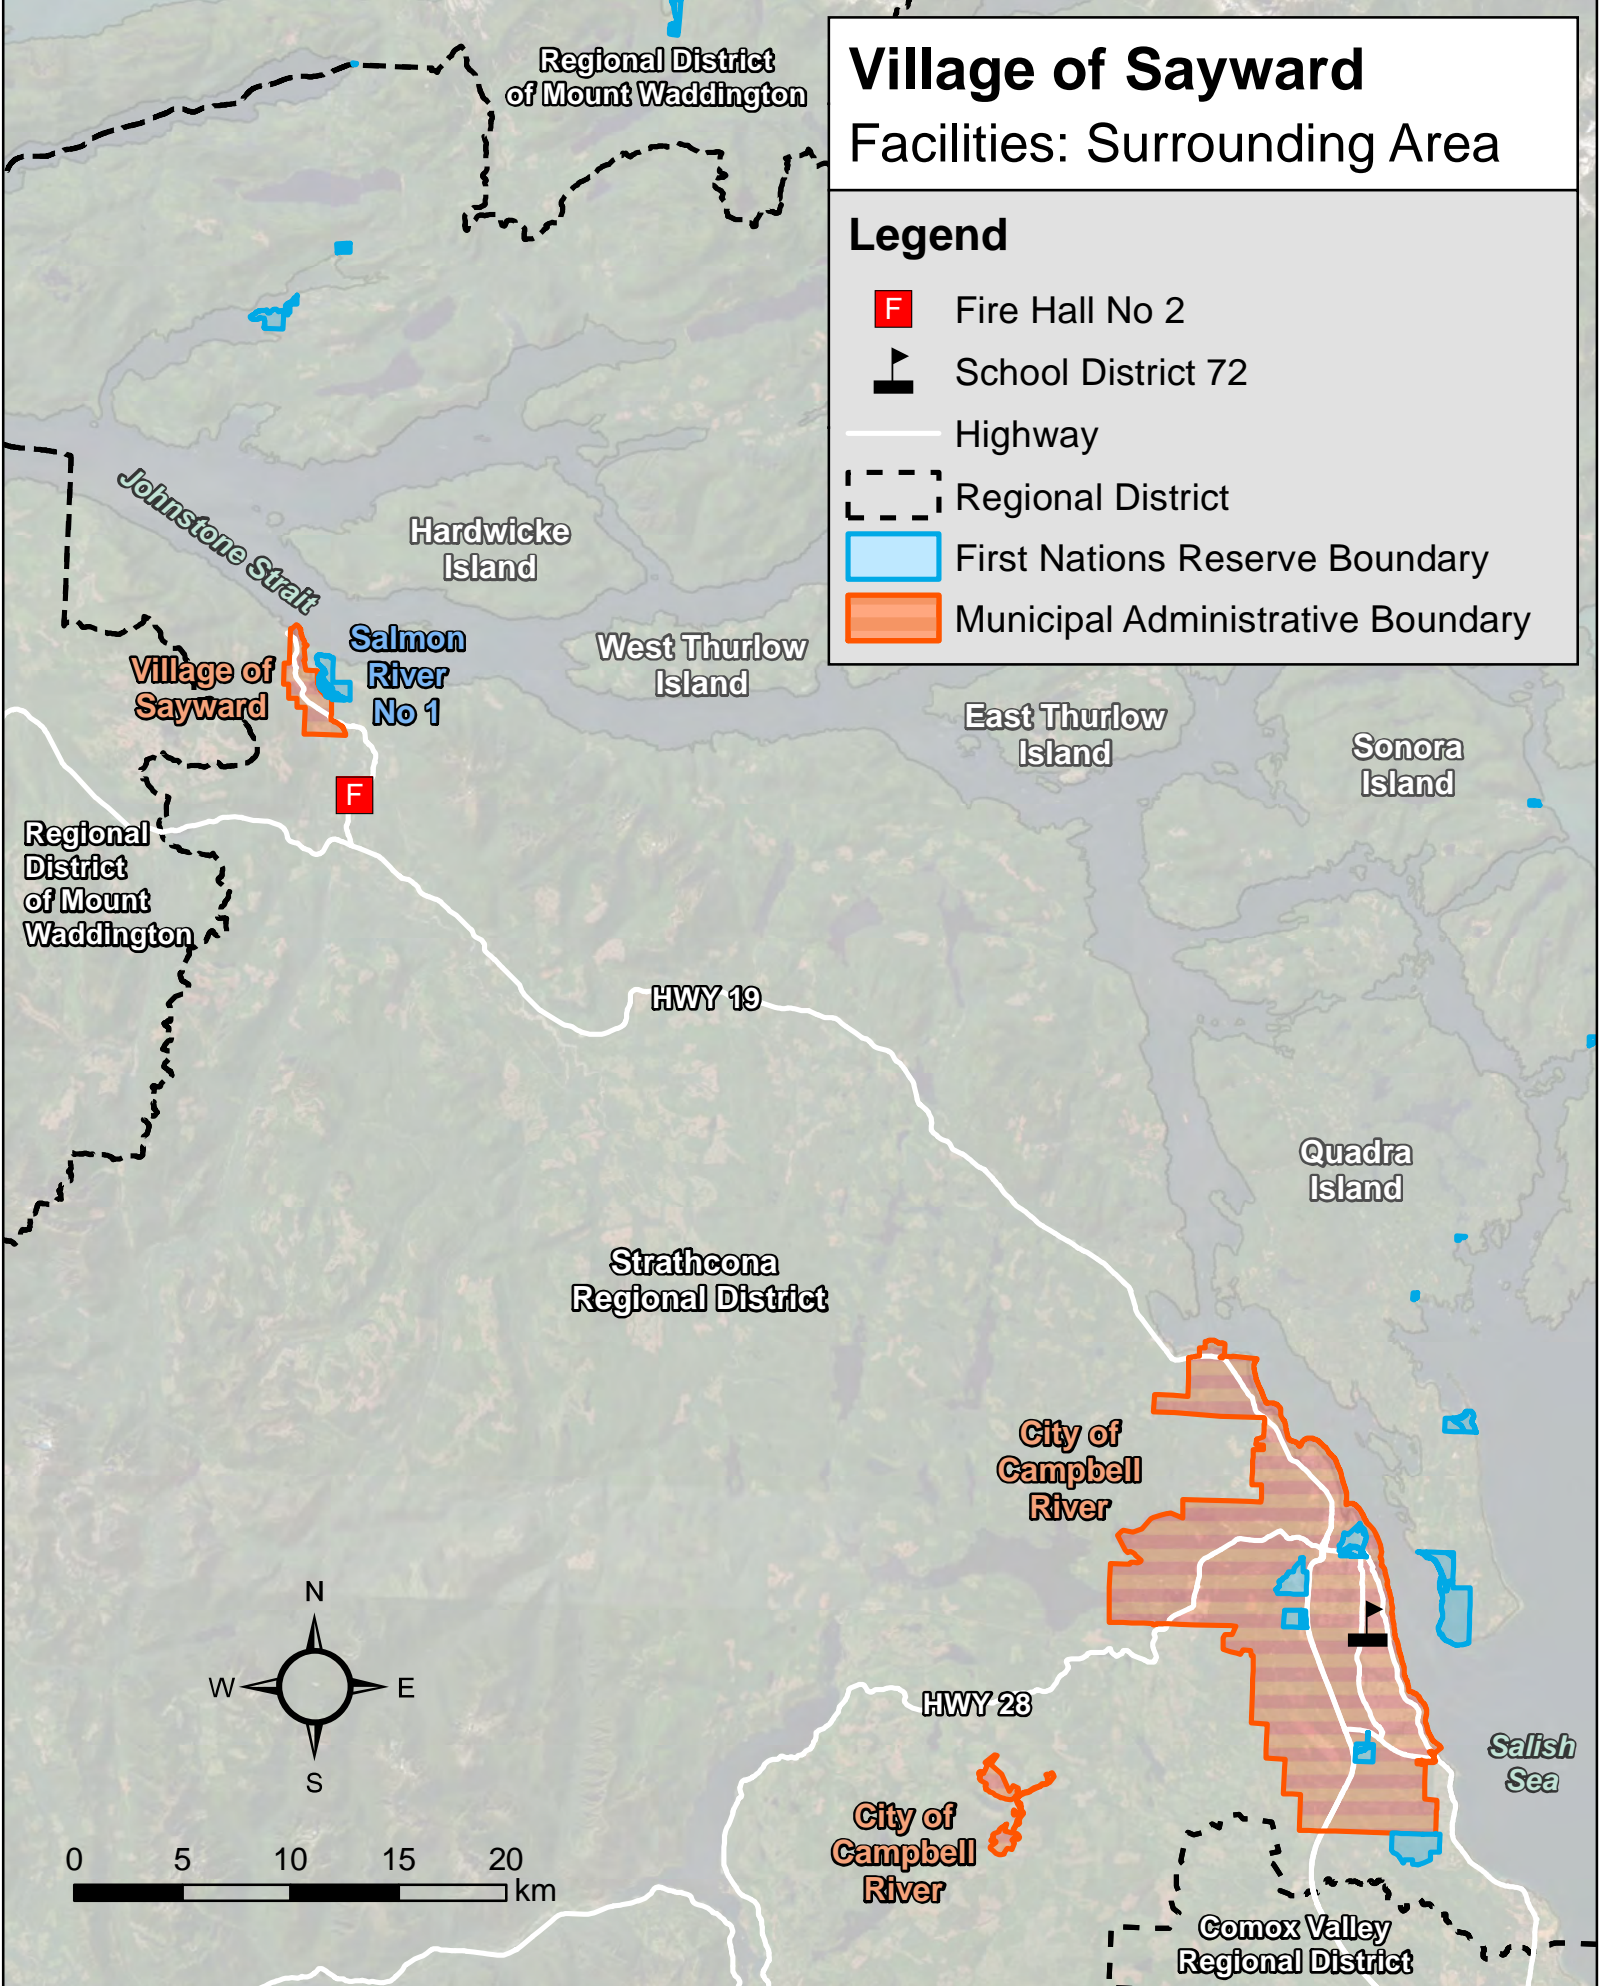 Village of Sayward
Facilities: Surrounding Area
Legend
F
Fire Hall No 2
School District 72
Highway
Regional District
First Nations Reserve Boundary
Municipal Administrative Boundary
Regional District
of Mount Waddington
Johnstone Strait
Hardwicke
Island
Salmon
River
No 1
Village of
Sayward
West Thurlow
Island
East Thurlow
Island
Sonora
Island
F
Regional
District
of Mount
Waddington
HWY 19
Quadra
Island
Strathcona
Regional District
City of
Campbell
River
N
W
E
S
HWY 28
Salish
Sea
City of
Campbell
River
0 5 10 15 20
km
Comox Valley
Regional District